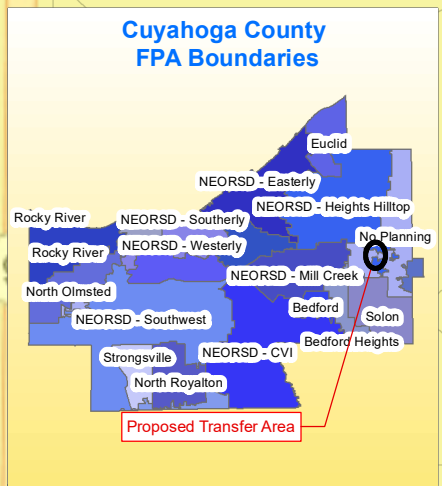 Cuyahoga County
FPA Boundaries
Euclid
NEORSD - Easterly
NEORSD - Heights Hilltop
Rocky River
NEORSD - Southerly
No Planning
NEORSD - Westerly
Rocky River
NEORSD - Mill Creek
North Olmsted
Bedford
Solon
NEORSD - Southwest
Bedford Heights
Strongsville
NEORSD - CVI
North Royalton
Proposed Transfer Area